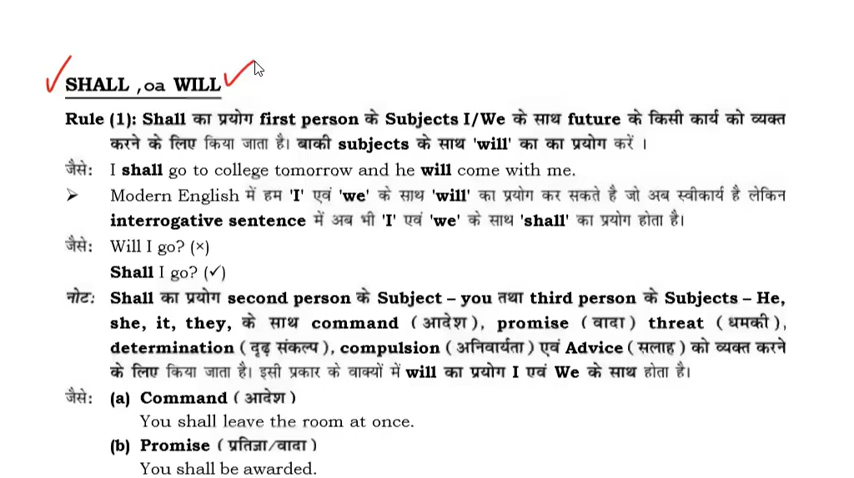 SHALL ,oa WILL
Rule (1): Shall का प्रयोग first person के Subjects I/We के साथ future के किसी कार्य को व्यक्त
करने के लिए किया जाता है। बाकी subjects के साथ 'will' का का प्रयोग करें ।
जैसे: I shall go to college tomorrow and he will come with me.
➢ Modern English में हम 'I' एवं 'we' के साथ 'will' का प्रयोग कर सकते है जो अब स्वीकार्य है लेकिन
interrogative sentence में अब भी 'I' एवं 'we' के साथ 'shall' का प्रयोग होता है।
जैसे: Will I go? (×)
Shall I go? (✓)
नोट: Shall का प्रयोग second person के Subject – you तथा third person के Subjects – He,
she, it, they, के साथ command (आदेश), promise (वादा) threat (धमकी),
determination (दृढ़ संकल्प), compulsion (अनिवार्यता) एवं Advice (सलाह) को व्यक्त करने
के लिए किया जाता है। इसी प्रकार के वाक्यों में will का प्रयोग I एवं We के साथ होता है।
जैसे: (a) Command (आदेश)
You shall leave the room at once.
(b) Promise (प्रतिज्ञा/वादा)
You shall be awarded.